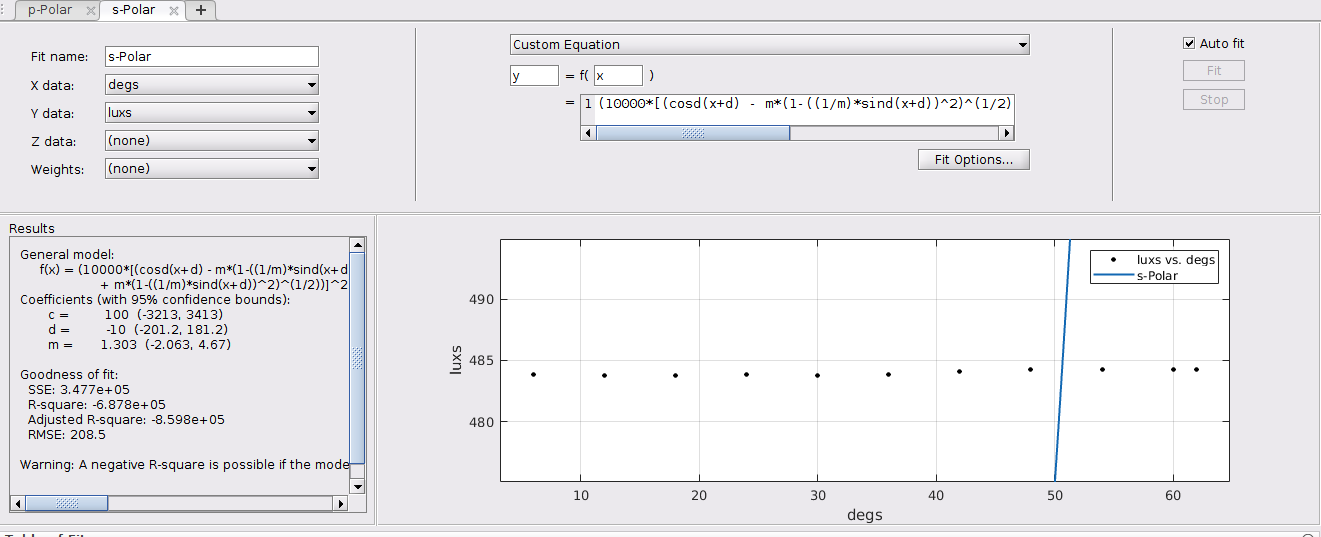 p-Polar
s-Polar
Fit name: s-Polar
X data: degs
Y data: luxs
Z data: (none)
Weights: (none)
Custom Equation
y = f( x )
= 1 (10000*[(cosd(x+d) - m*(1-((1/m)*sind(x+d))^2)^(1/2)
Fit Options...
Auto fit
Fit
Stop
Results
General model:
f(x) = (10000*[(cosd(x+d) - m*(1-((1/m)*sind(x+d
+ m*(1-((1/m)*sind(x+d))^2)^(1/2))]^2
Coefficients (with 95% confidence bounds):
c = 100 (-3213, 3413)
d = -10 (-201.2, 181.2)
m = 1.303 (-2.063, 4.67)
Goodness of fit:
SSE: 3.477e+05
R-square: -6.878e+05
Adjusted R-square: -8.598e+05
RMSE: 208.5
Warning: A negative R-square is possible if the mode
luxs vs. degs
s-Polar
490
485
480
luxs
10 20 30 40 50 60
degs